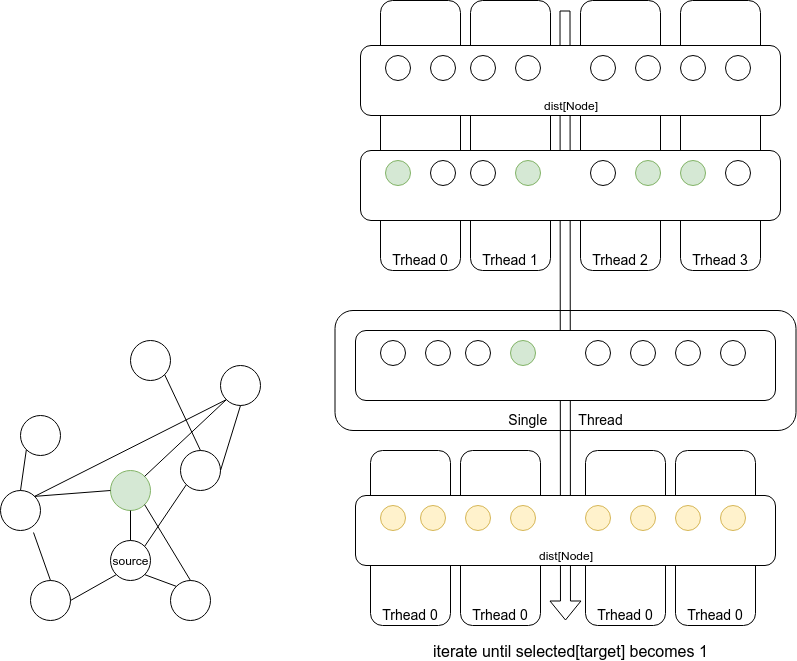 dist[Node]
Trhead 0 Trhead 1 Trhead 2 Trhead 3
Single Thread
source
dist[Node]
Trhead 0 Trhead 0 Trhead 0 Trhead 0
iterate until selected[target] becomes 1